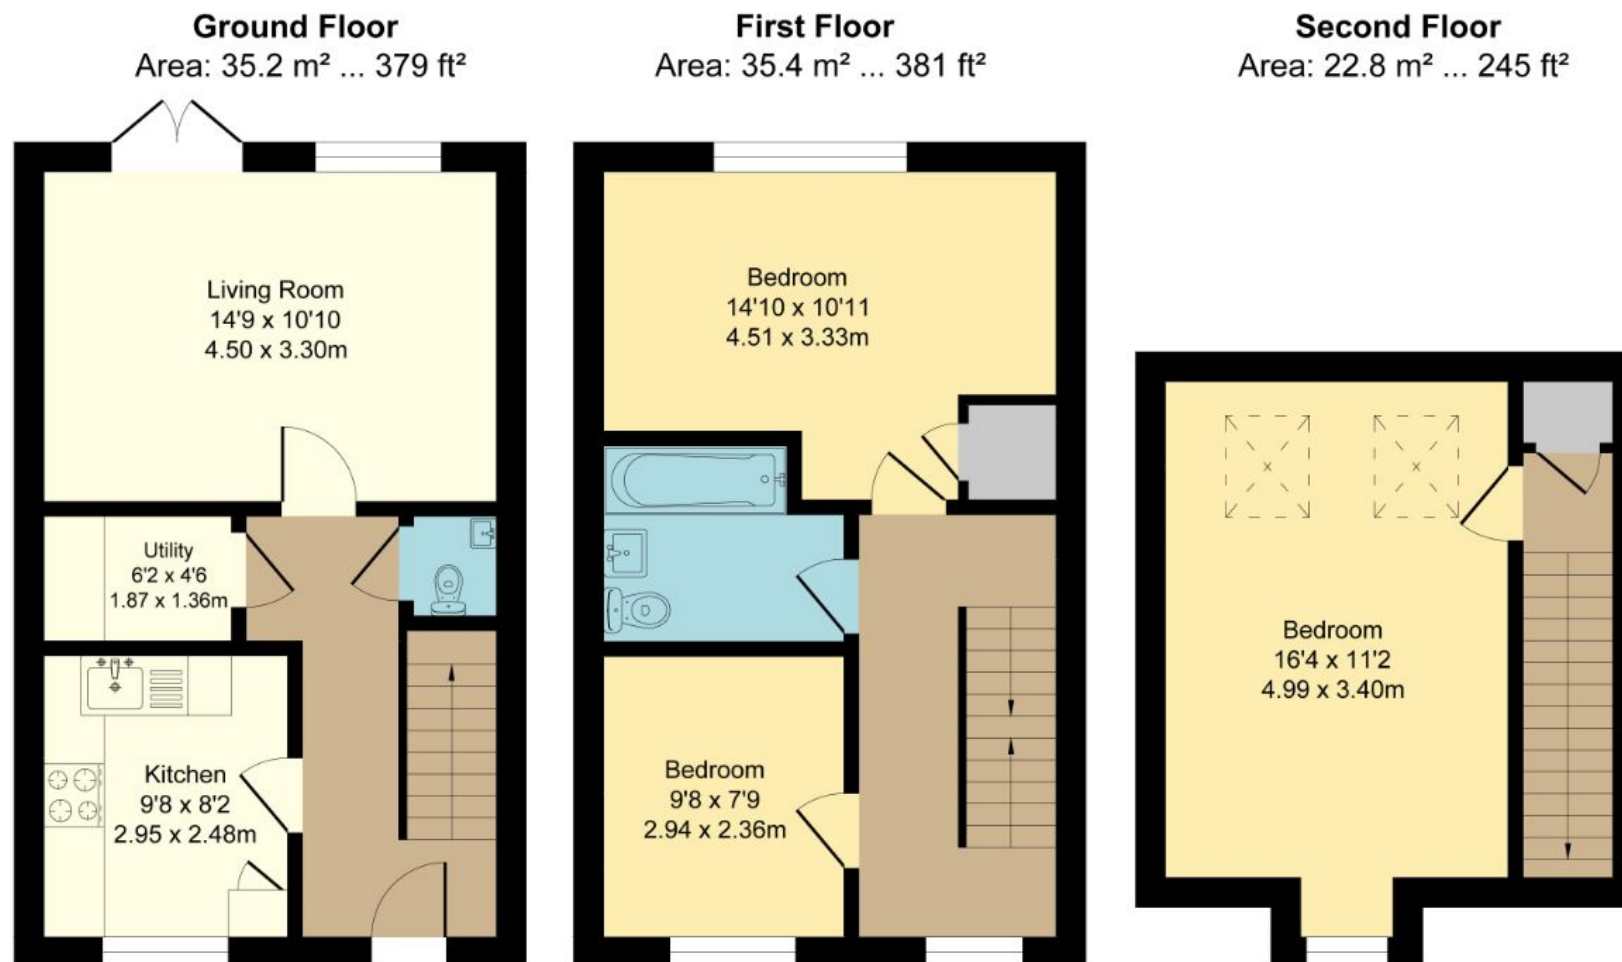 Ground Floor
Area: 35.2 m² ... 379 ft²
Living Room
14'9 x 10'10
4.50 x 3.30m
Utility
6'2 x 4'6
1.87 x 1.36m
Kitchen
9'8 x 8'2
2.95 x 2.48m
First Floor
Area: 35.4 m² ... 381 ft²
Bedroom
14'10 x 10'11
4.51 x 3.33m
Bedroom
9'8 x 7'9
2.94 x 2.36m
Second Floor
Area: 22.8 m² ... 245 ft²
Bedroom
16'4 x 11'2
4.99 x 3.40m